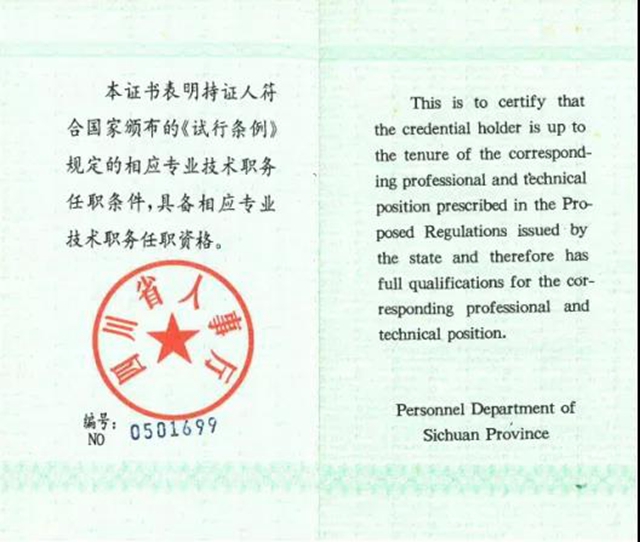 本证书表明持证人符
合国家颁布的《试行条例》
规定的相应专业技术职务
任职条件,具备相应专业
技术职务任职资格。
四川省人事厅
编号:
NO 0501699
This is to certify that
the credential holder is up to
the tenure of the correspond-
ing professional and technical
position prescribed in the Pro-
posed Regulations issued by
the state and therefore has
full qualifications for the cor-
responding professional and
technical position.
Personnel Department of
Sichuan Province